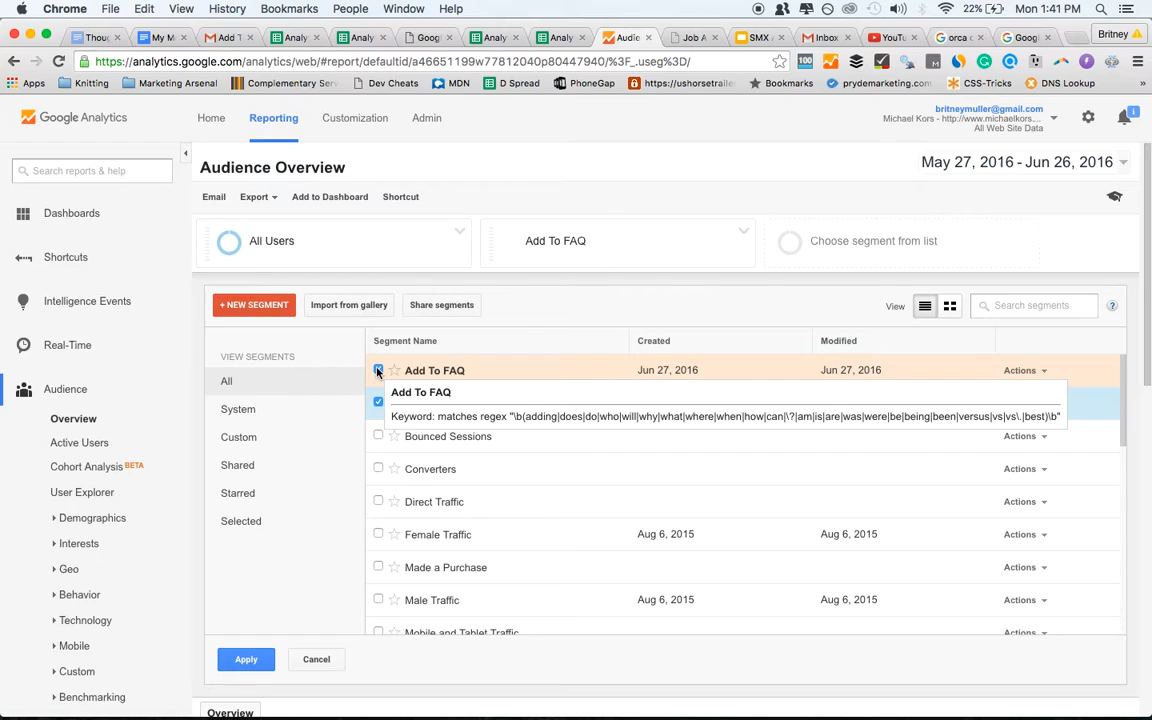 Chrome File Edit View History Bookmarks People Window Help 22% Mon 1:41 PM
Thoug My M Add T Analy Analy Googl Analy Analy Audie Job A SMX Inbox YouTu orca c Googl Britney
https://analytics.google.com/analytics/web/#report/defaultid/a46651199w77812040p80447940/%3F_.useg%3D/ 100
Apps Knitting Marketing Arsenal Complementary Serv Dev Cheats MDN D Spread PhoneGap https://ushorsetrailer Bookmarks prydemarketing.com CSS-Tricks DNS Lookup
Google Analytics
Home Reporting Customization Admin
britneymuller@gmail.com
Michael Kors - http://www.michaelkors....
All Web Site Data
1
Search reports & help
Dashboards
Shortcuts
Intelligence Events
Real-Time
Audience
Overview
Active Users
Cohort Analysis BETA
User Explorer
Demographics
Interests
Geo
Behavior
Technology
Mobile
Custom
Benchmarking
Audience Overview
May 27, 2016 - Jun 26, 2016
Email Export Add to Dashboard Shortcut
All Users
Add To FAQ
Choose segment from list
+ NEW SEGMENT Import from gallery Share segments View Search segments ?
VIEW SEGMENTS
All
System
Custom
Shared
Starred
Selected
Segment Name Created Modified
Add To FAQ Jun 27, 2016 Jun 27, 2016 Actions
Add To FAQ
Keyword: matches regex "\b(adding|does|do|who|will|why|what|where|when|how|can|\?|am|is|are|was|were|be|being|been|versus|vs|vs\.|best)\b"
Bounced Sessions Actions
Converters Actions
Direct Traffic Actions
Female Traffic Aug 6, 2015 Aug 6, 2015 Actions
Made a Purchase Actions
Male Traffic Aug 6, 2015 Aug 6, 2015 Actions
Mobile and Tablet Traffic Actions
Apply Cancel
Overview